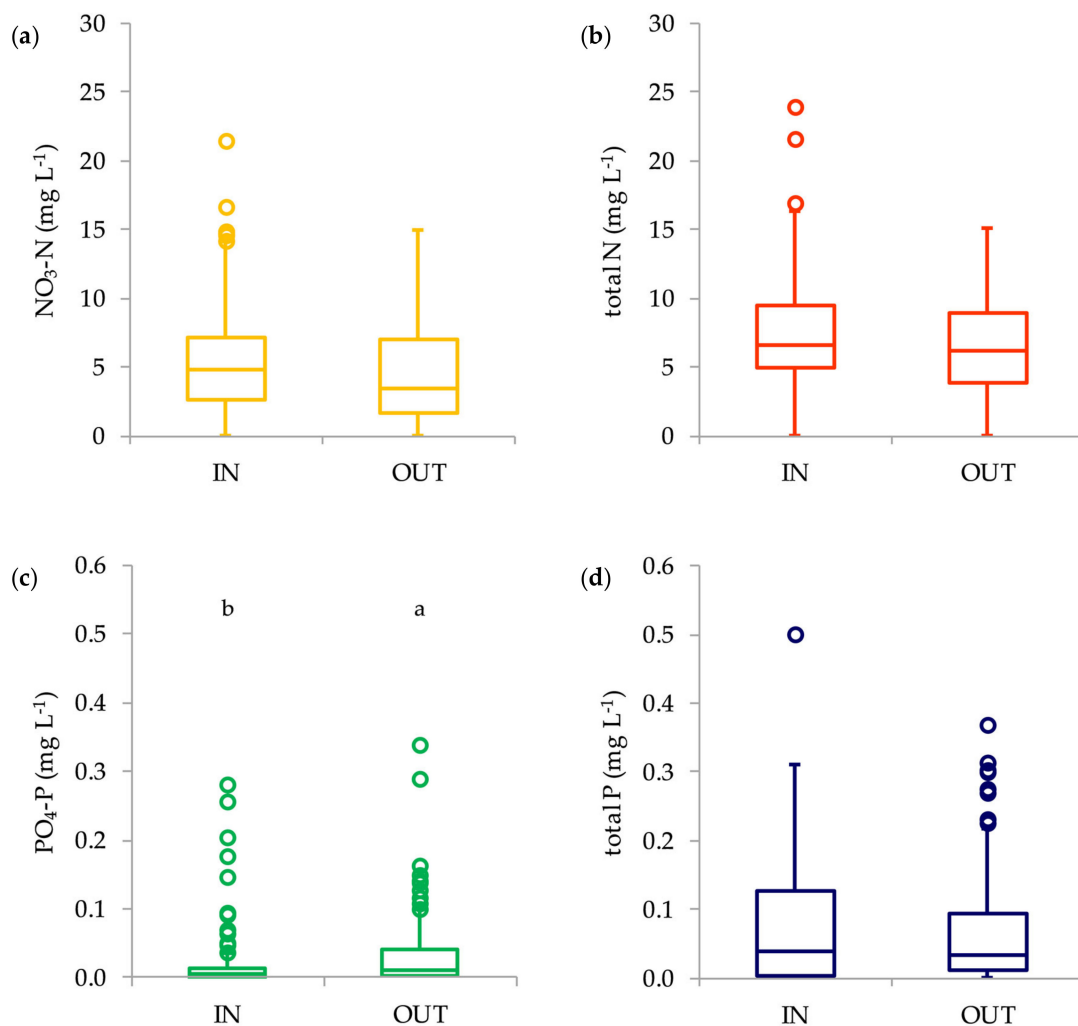 (a)
NO₃-N (mg L⁻¹)
30
25
20
15
10
5
0
IN OUT
(b)
total N (mg L⁻¹)
30
25
20
15
10
5
0
IN OUT
(c)
PO₄-P (mg L⁻¹)
0.6
0.5
0.4
0.3
0.2
0.1
0.0
b a
IN OUT
(d)
total P (mg L⁻¹)
0.6
0.5
0.4
0.3
0.2
0.1
0.0
IN OUT